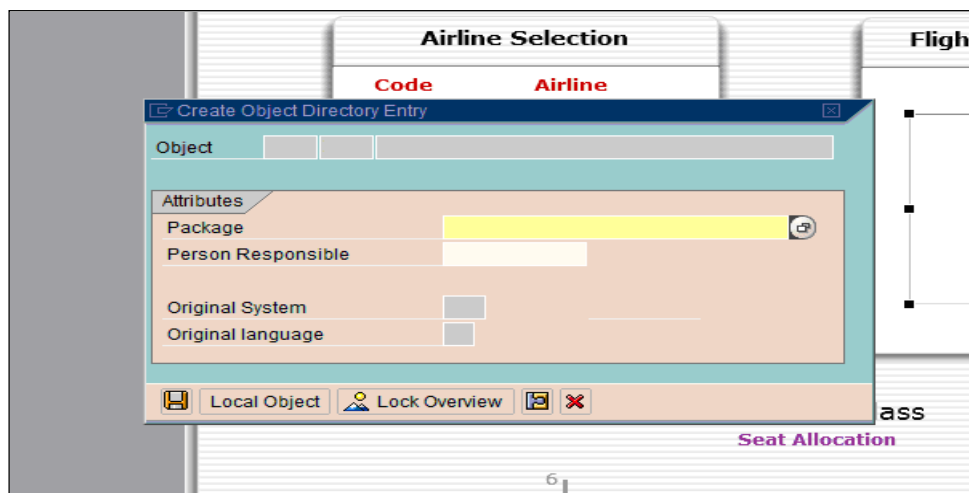 Airline Selection
Fligh
Code Airline
Create Object Directory Entry
Object
Attributes
Package
Person Responsible
Original System
Original language
Local Object Lock Overview
ass
Seat Allocation
6